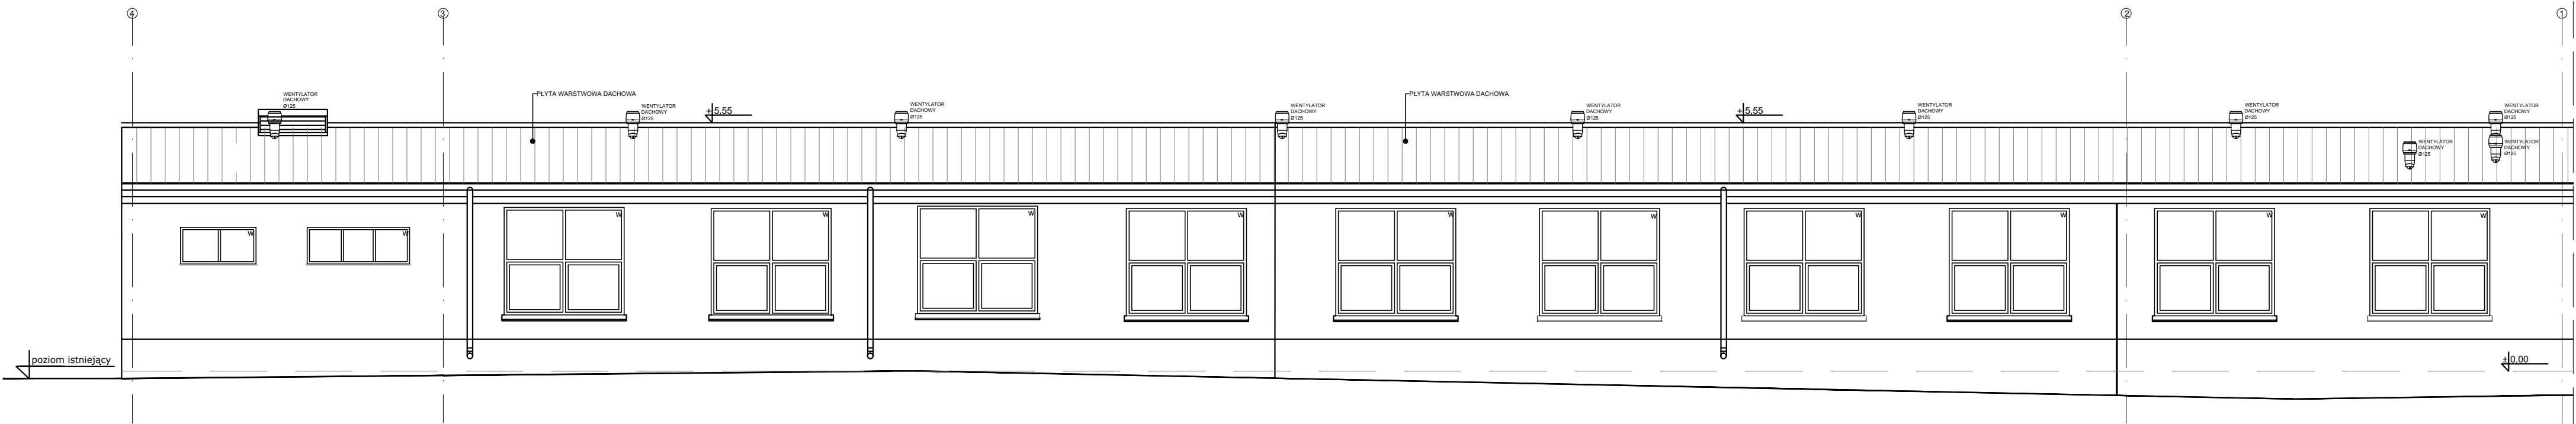 4
3
2
1
WENTYLATOR
DACHOWY
Ø125
PŁYTA WARSTWOWA DACHOWA
WENTYLATOR
DACHOWY
Ø125
+5,55
WENTYLATOR
DACHOWY
Ø125
WENTYLATOR
DACHOWY
Ø125
PŁYTA WARSTWOWA DACHOWA
WENTYLATOR
DACHOWY
Ø125
+5,55
WENTYLATOR
DACHOWY
Ø125
WENTYLATOR
DACHOWY
Ø125
WENTYLATOR
DACHOWY
Ø125
WENTYLATOR
DACHOWY
Ø125
WENTYLATOR
DACHOWY
Ø125
W
W
W
W
W
W
W
W
W
W
W
W
poziom istniejący
±0,00